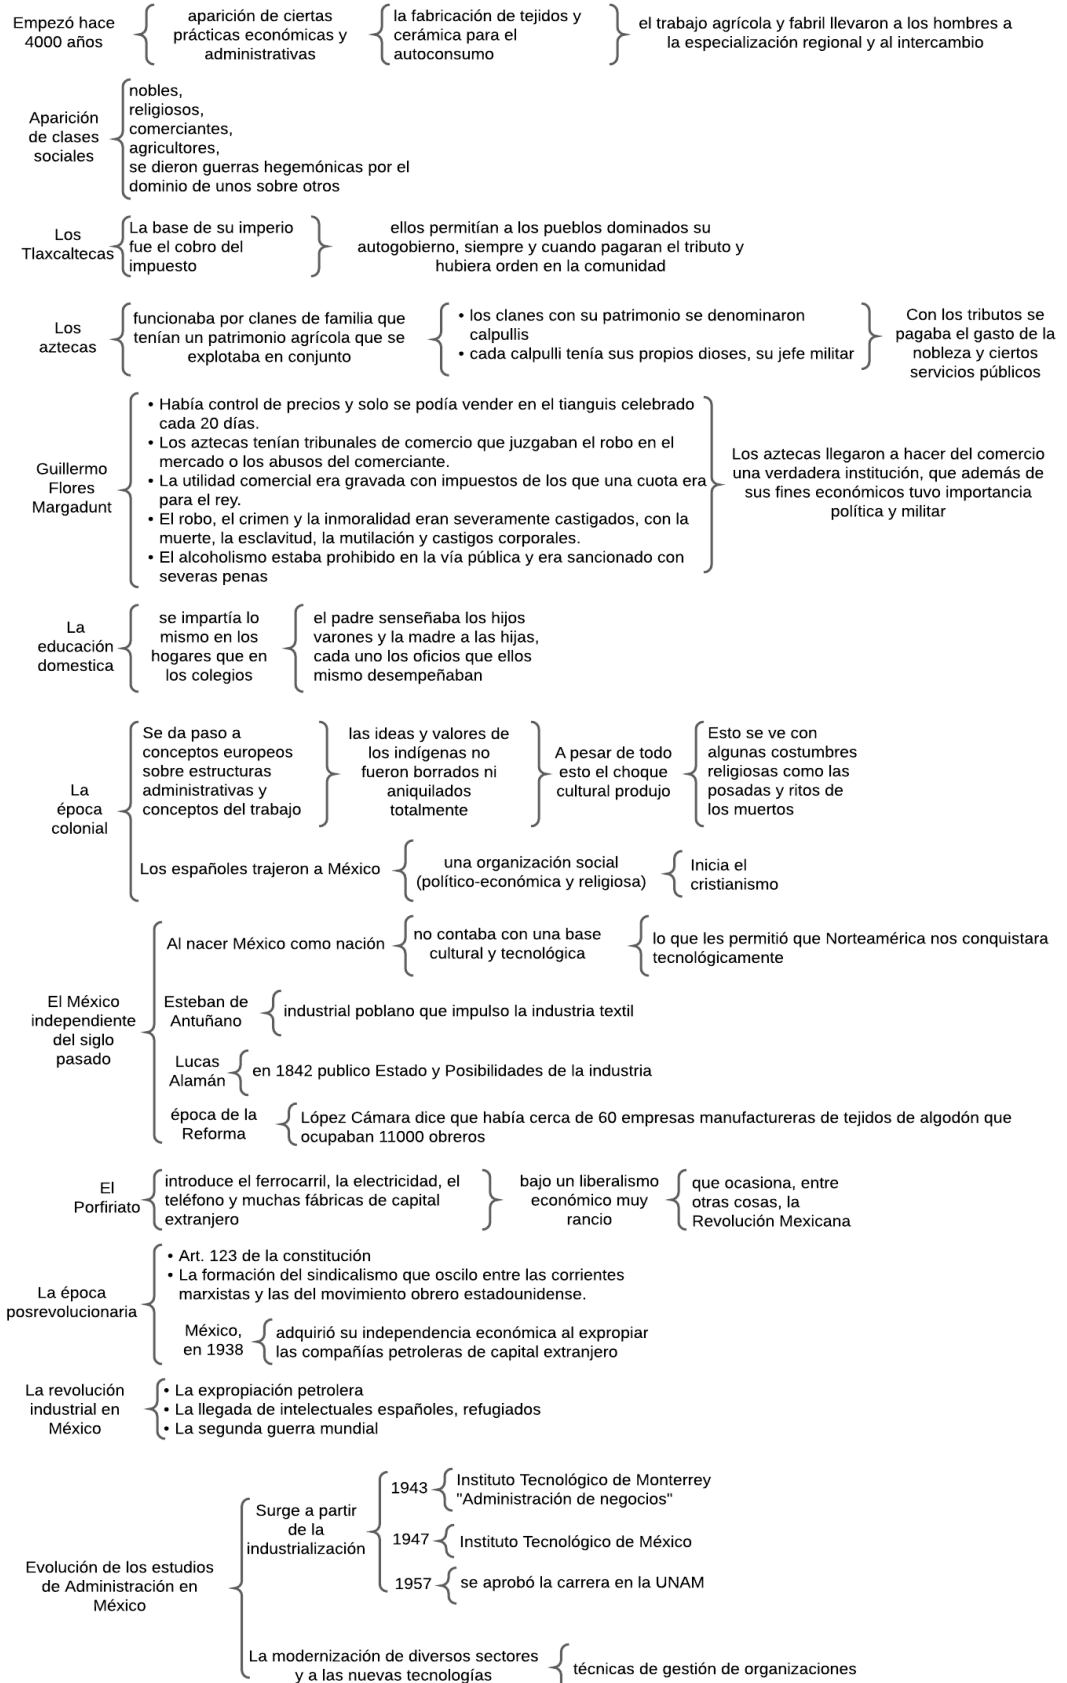 Empezó hace
4000 años
aparición de ciertas
prácticas económicas y
administrativas
la fabricación de tejidos y
cerámica para el
autoconsumo
el trabajo agrícola y fabril llevaron a los hombres a
la especialización regional y al intercambio
Aparición
de clases
sociales
nobles,
religiosos,
comerciantes,
agricultores,
se dieron guerras hegemónicas por el
dominio de unos sobre otros
Los
Tlaxcaltecas
La base de su imperio
fue el cobro del
impuesto
ellos permitían a los pueblos dominados su
autogobierno, siempre y cuando pagaran el tributo y
hubiera orden en la comunidad
Los
aztecas
funcionaba por clanes de familia que
tenían un patrimonio agrícola que se
explotaba en conjunto
• los clanes con su patrimonio se denominaron
calpullis
• cada calpulli tenía sus propios dioses, su jefe militar
Con los tributos se
pagaba el gasto de la
nobleza y ciertos
servicios públicos
Guillermo
Flores
Margadunt
• Había control de precios y solo se podía vender en el tianguis celebrado
cada 20 días.
• Los aztecas tenían tribunales de comercio que juzgaban el robo en el
mercado o los abusos del comerciante.
• La utilidad comercial era gravada con impuestos de los que una cuota era
para el rey.
• El robo, el crimen y la inmoralidad eran severamente castigados, con la
muerte, la esclavitud, la mutilación y castigos corporales.
• El alcoholismo estaba prohibido en la vía pública y era sancionado con
severas penas
Los aztecas llegaron a hacer del comercio
una verdadera institución, que además de
sus fines económicos tuvo importancia
política y militar
La
educación
domestica
se impartía lo
mismo en los
hogares que en
los colegios
el padre senseñaba los hijos
varones y la madre a las hijas,
cada uno los oficios que ellos
mismo desempeñaban
La
época
colonial
Se da paso a
conceptos europeos
sobre estructuras
administrativas y
conceptos del trabajo
las ideas y valores de
los indígenas no
fueron borrados ni
aniquilados
totalmente
A pesar de todo
esto el choque
cultural produjo
Esto se ve con
algunas costumbres
religiosas como las
posadas y ritos de
los muertos
Los españoles trajeron a México
una organización social
(político-económica y religiosa)
Inicia el
cristianismo
El México
independiente
del siglo
pasado
Al nacer México como nación
no contaba con una base
cultural y tecnológica
lo que les permitió que Norteamérica nos conquistara
tecnológicamente
Esteban de
Antuñano
industrial poblano que impulso la industria textil
Lucas
Alamán
en 1842 publico Estado y Posibilidades de la industria
época de la
Reforma
López Cámara dice que había cerca de 60 empresas manufactureras de tejidos de algodón que
ocupaban 11000 obreros
El
Porfiriato
introduce el ferrocarril, la electricidad, el
teléfono y muchas fábricas de capital
extranjero
bajo un liberalismo
económico muy
rancio
que ocasiona, entre
otras cosas, la
Revolución Mexicana
La época
posrevolucionaria
• Art. 123 de la constitución
• La formación del sindicalismo que oscilo entre las corrientes
marxistas y las del movimiento obrero estadounidense.
México,
en 1938
adquirió su independencia económica al expropiar
las compañías petroleras de capital extranjero
La revolución
industrial en
México
• La expropiación petrolera
• La llegada de intelectuales españoles, refugiados
• La segunda guerra mundial
Evolución de los estudios
de Administración en
México
Surge a partir
de la
industrialización
1943
Instituto Tecnológico de Monterrey
"Administración de negocios"
1947
Instituto Tecnológico de México
1957
se aprobó la carrera en la UNAM
La modernización de diversos sectores
y a las nuevas tecnologías
técnicas de gestión de organizaciones